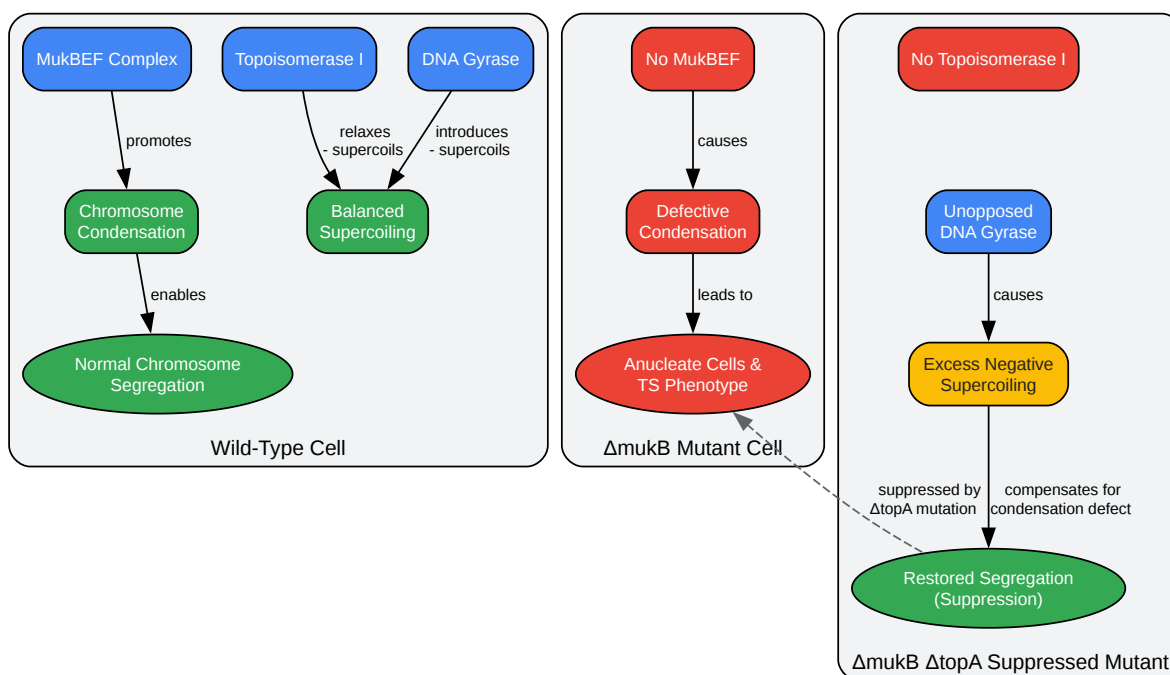 MukBEF Complex
Topoisomerase I
DNA Gyrase
promotes
relaxes
- supercoils
introduces
- supercoils
Chromosome
Condensation
Balanced
Supercoiling
enables
Normal Chromosome
Segregation
Wild-Type Cell
No MukBEF
causes
Defective
Condensation
leads to
Anucleate Cells &
TS Phenotype
ΔmukB Mutant Cell
No Topoisomerase I
Unopposed
DNA Gyrase
causes
Excess Negative
Supercoiling
suppressed by
ΔtopA mutation
compensates for
condensation defect
Restored Segregation
(Suppression)
ΔmukB ΔtopA Suppressed Mutant